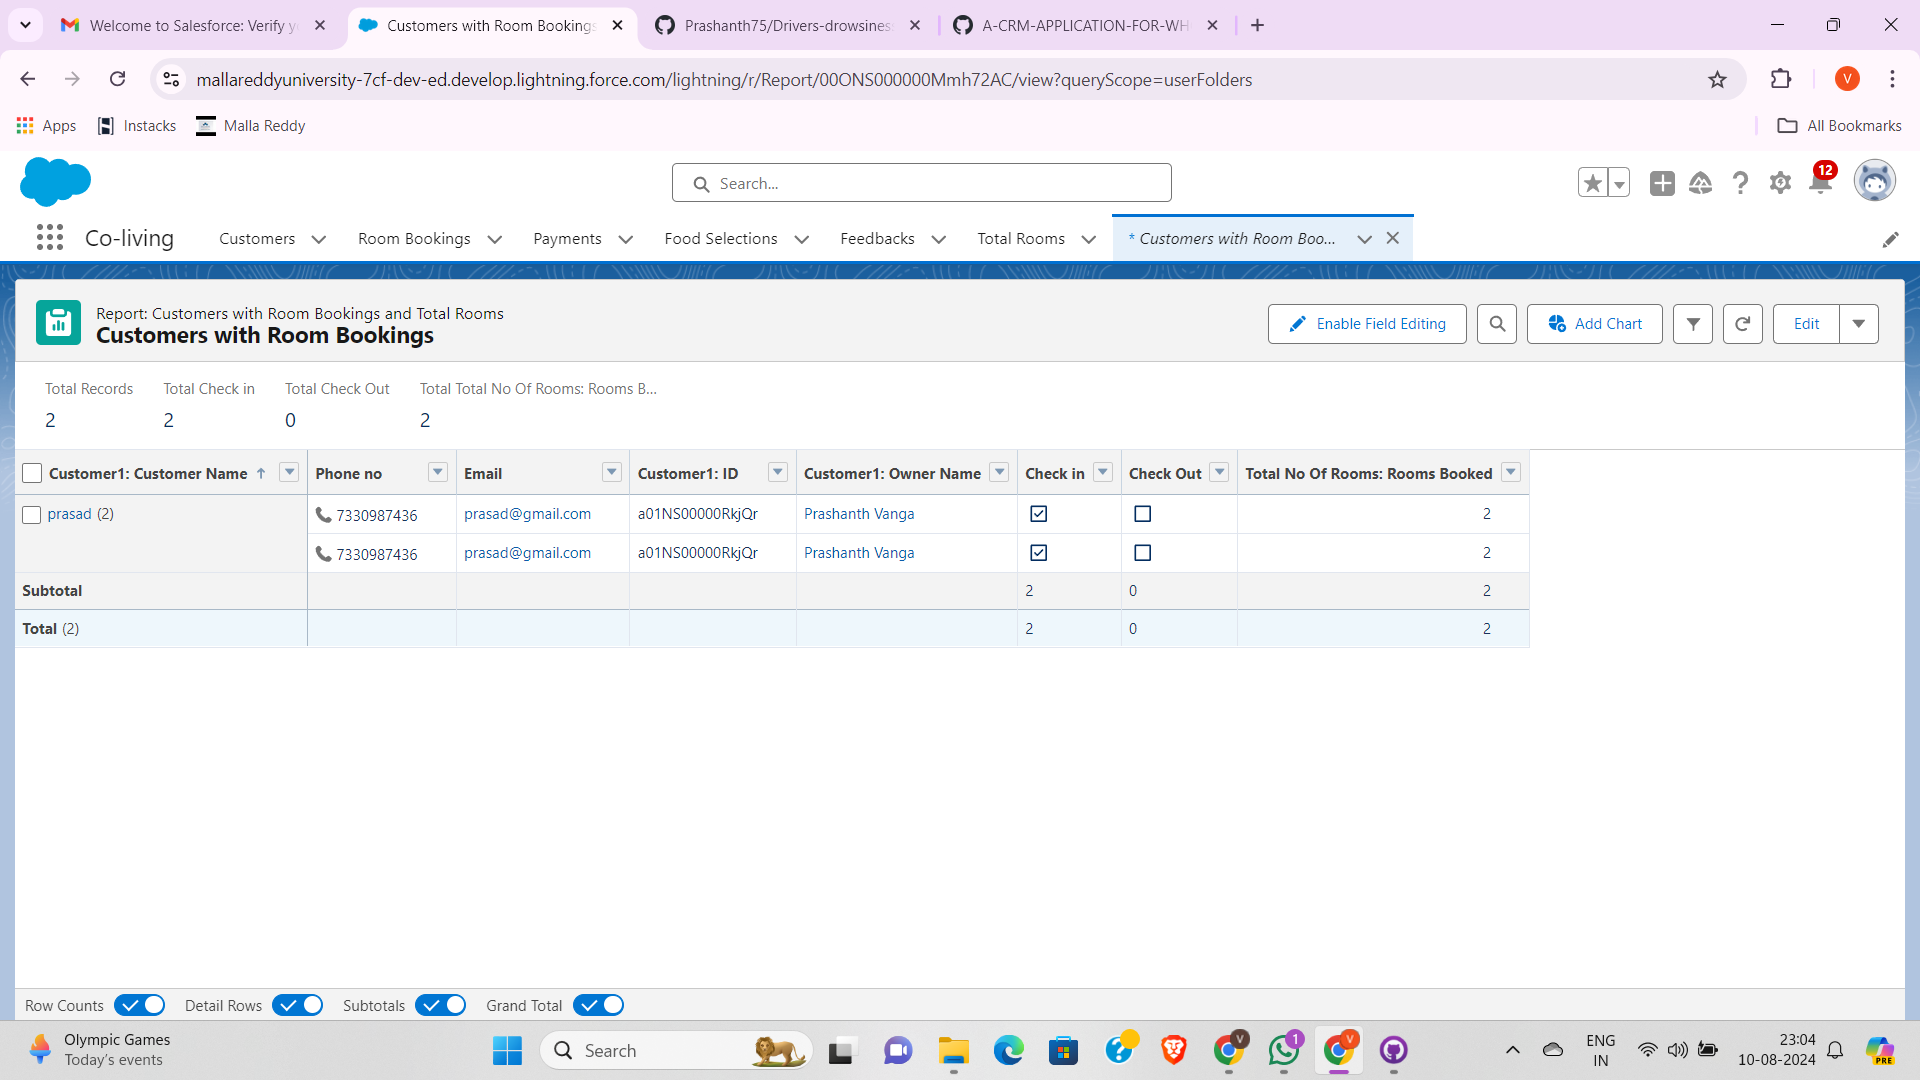 Welcome to Salesforce: Verify y
Customers with Room Bookings
Prashanth75/Drivers-drowsines
A-CRM-APPLICATION-FOR-WH
mallareddyuniversity-7cf-dev-ed.develop.lightning.force.com/lightning/r/Report/00ONS000000Mmh72AC/view?queryScope=userFolders
V
Apps
Instacks
Malla Reddy
All Bookmarks
Search...
12
Co-living
Customers
Room Bookings
Payments
Food Selections
Feedbacks
Total Rooms
* Customers with Room Boo...
Report: Customers with Room Bookings and Total Rooms
Customers with Room Bookings
Enable Field Editing
Add Chart
Edit
Total Records Total Check in Total Check Out Total Total No Of Rooms: Rooms B...
2 2 0 2
Customer1: Customer Name Phone no Email Customer1: ID Customer1: Owner Name Check in Check Out Total No Of Rooms: Rooms Booked
prasad (2) 7330987436 prasad@gmail.com a01NS00000RkjQr Prashanth Vanga 2
7330987436 prasad@gmail.com a01NS00000RkjQr Prashanth Vanga 2
Subtotal 2 0 2
Total (2) 2 0 2
Row Counts Detail Rows Subtotals Grand Total
Olympic Games
Today's events
Search
V
1
V
ENG
IN
23:04
10-08-2024
PRE